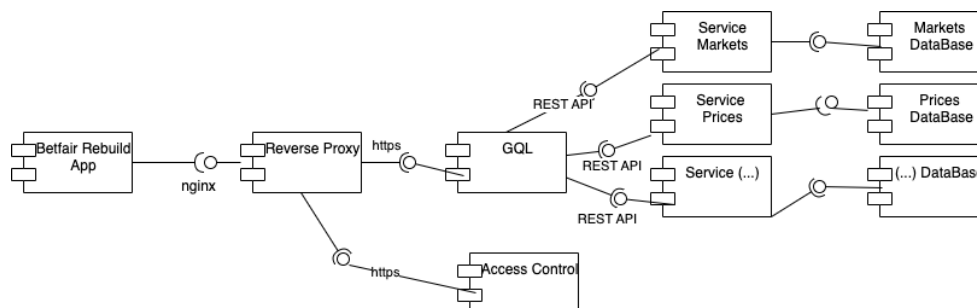 Service
Markets
Markets
DataBase
REST API
Service
Prices
Prices
DataBase
Betfair Rebuild
App
nginx
Reverse Proxy
https
GQL
REST API
Service (...)
(...) DataBase
REST API
https
Access Control